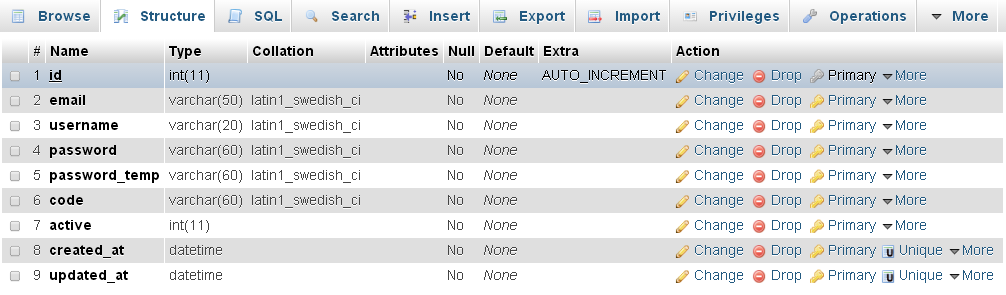 Browse Structure SQL Search Insert Export Import Privileges Operations More
# Name Type Collation Attributes Null Default Extra Action
1 id int(11) No None AUTO_INCREMENT Change Drop Primary More
2 email varchar(50) latin1_swedish_ci No None Change Drop Primary More
3 username varchar(20) latin1_swedish_ci No None Change Drop Primary More
4 password varchar(60) latin1_swedish_ci No None Change Drop Primary More
5 password_temp varchar(60) latin1_swedish_ci No None Change Drop Primary More
6 code varchar(60) latin1_swedish_ci No None Change Drop Primary More
7 active int(11) No None Change Drop Primary More
8 created_at datetime No None Change Drop Primary U Unique More
9 updated_at datetime No None Change Drop Primary U Unique More